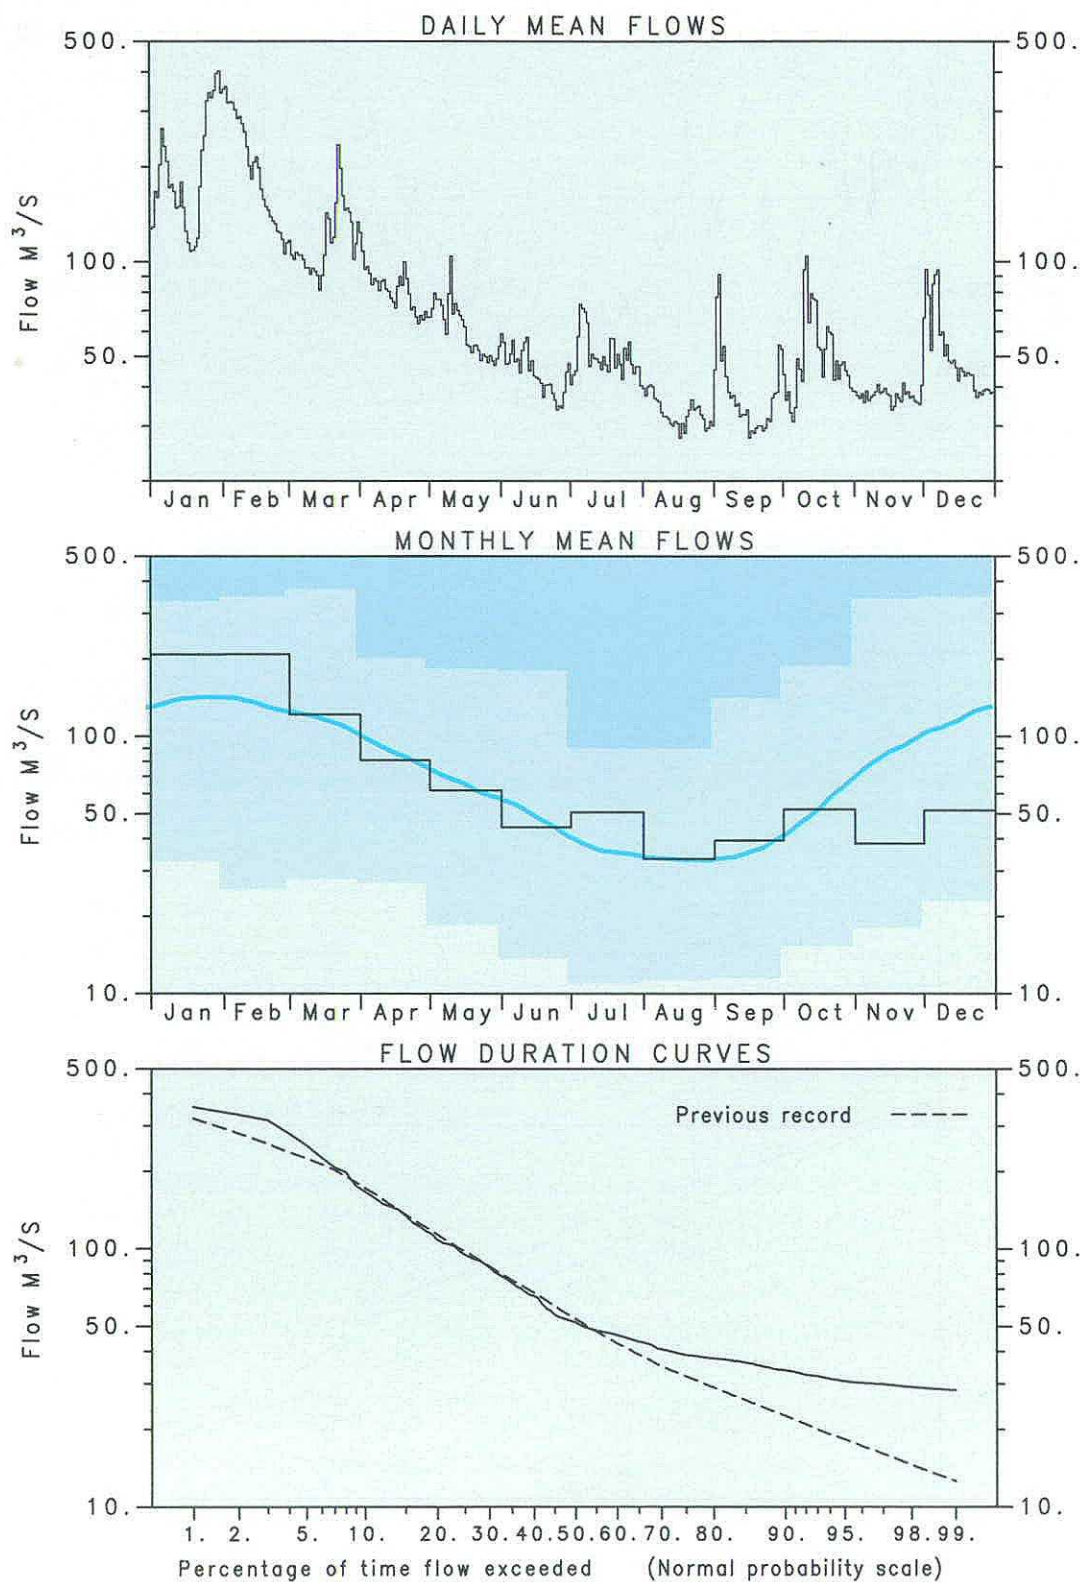 DAILY MEAN FLOWS
500. 500.
Flow M³/S
100. 100.
50. 50.
Jan Feb Mar Apr May Jun Jul Aug Sep Oct Nov Dec
MONTHLY MEAN FLOWS
500. 500.
Flow M³/S
100. 100.
50. 50.
10. 10.
Jan Feb Mar Apr May Jun Jul Aug Sep Oct Nov Dec
FLOW DURATION CURVES
500. 500.
Previous record
Flow M³/S
100. 100.
50. 50.
10. 10.
1. 2. 5. 10. 20. 30. 40. 50. 60. 70. 80. 90. 95. 98. 99.
Percentage of time flow exceeded (Normal probability scale)